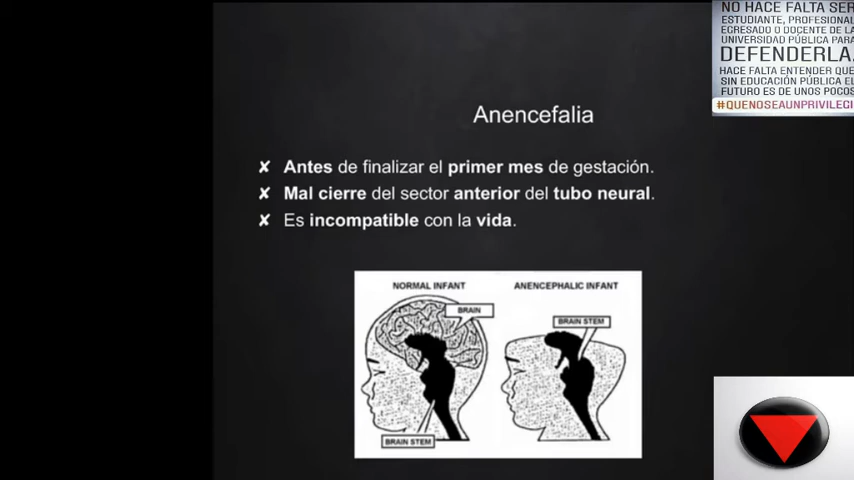 NO HACE FALTA SER
ESTUDIANTE, PROFESIONAL
EGRESADO O DOCENTE DE LA
UNIVERSIDAD PÚBLICA PARA
DEFENDERLA.
HACE FALTA ENTENDER QUE
SIN EDUCACIÓN PÚBLICA EL
FUTURO ES DE UNOS POCOS
#QUENOSEAUNPRIVILEGI
Anencefalia
✘ Antes de finalizar el primer mes de gestación.
✘ Mal cierre del sector anterior del tubo neural.
✘ Es incompatible con la vida.
NORMAL INFANT
ANENCEPHALIC INFANT
BRAIN
BRAIN STEM
BRAIN STEM